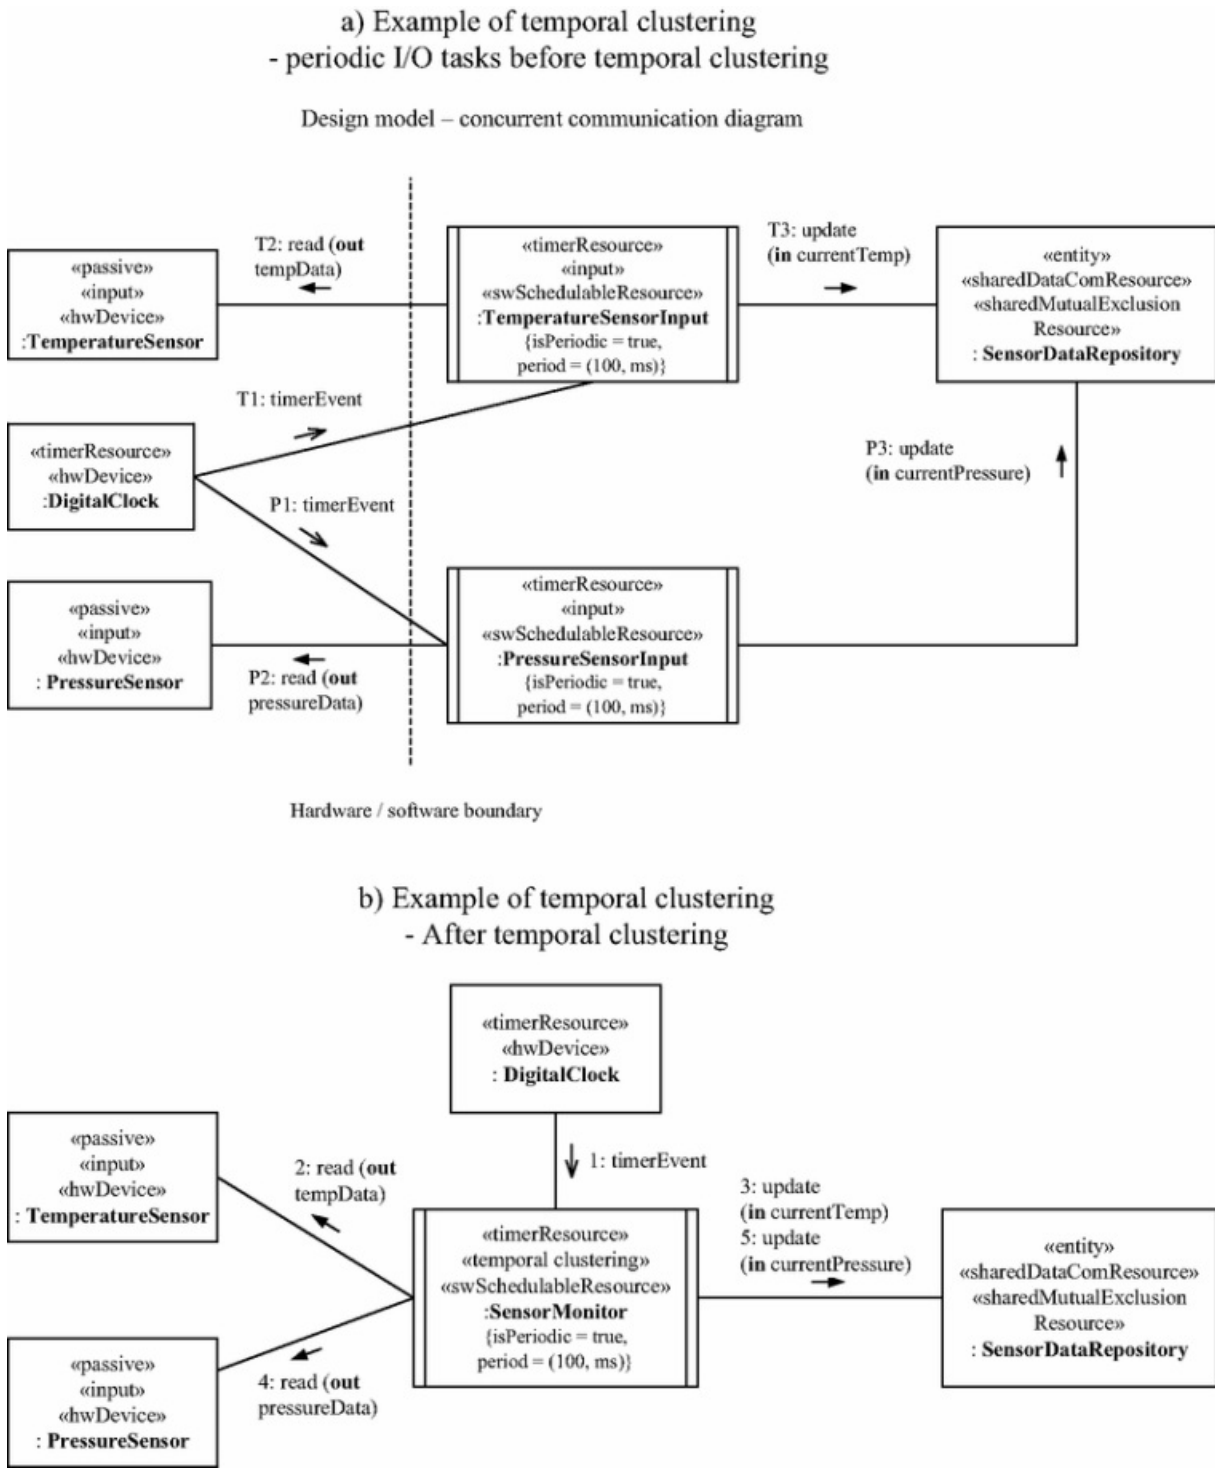 a) Example of temporal clustering
- periodic I/O tasks before temporal clustering
Design model – concurrent communication diagram
«passive»
«input»
«hwDevice»
:TemperatureSensor
T2: read (out
tempData)
«timerResource»
«input»
«swSchedulableResource»
:TemperatureSensorInput
{isPeriodic = true,
period = (100, ms)}
T3: update
(in currentTemp)
«entity»
«sharedDataComResource»
«sharedMutualExclusion
Resource»
: SensorDataRepository
T1: timerEvent
«timerResource»
«hwDevice»
:DigitalClock
P1: timerEvent
P3: update
(in currentPressure)
«passive»
«input»
«hwDevice»
: PressureSensor
P2: read (out
pressureData)
«timerResource»
«input»
«swSchedulableResource»
:PressureSensorInput
{isPeriodic = true,
period = (100, ms)}
Hardware / software boundary
b) Example of temporal clustering
- After temporal clustering
«timerResource»
«hwDevice»
: DigitalClock
1: timerEvent
«passive»
«input»
«hwDevice»
: TemperatureSensor
2: read (out
tempData)
«timerResource»
«temporal clustering»
«swSchedulableResource»
:SensorMonitor
{isPeriodic = true,
period = (100, ms)}
3: update
(in currentTemp)
5: update
(in currentPressure)
«entity»
«sharedDataComResource»
«sharedMutualExclusion
Resource»
: SensorDataRepository
«passive»
«input»
«hwDevice»
: PressureSensor
4: read (out
pressureData)